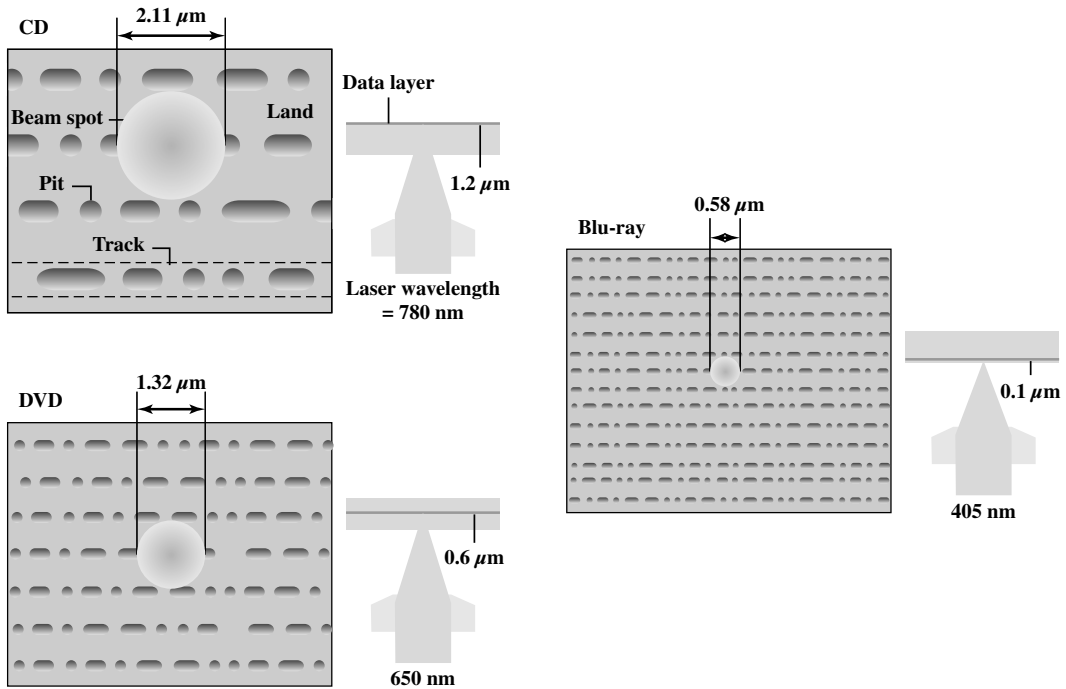 CD
2.11 μm
Beam spot
Land
Pit
Track
Data layer
1.2 μm
Laser wavelength
= 780 nm
DVD
1.32 μm
0.6 μm
650 nm
Blu-ray
0.58 μm
0.1 μm
405 nm